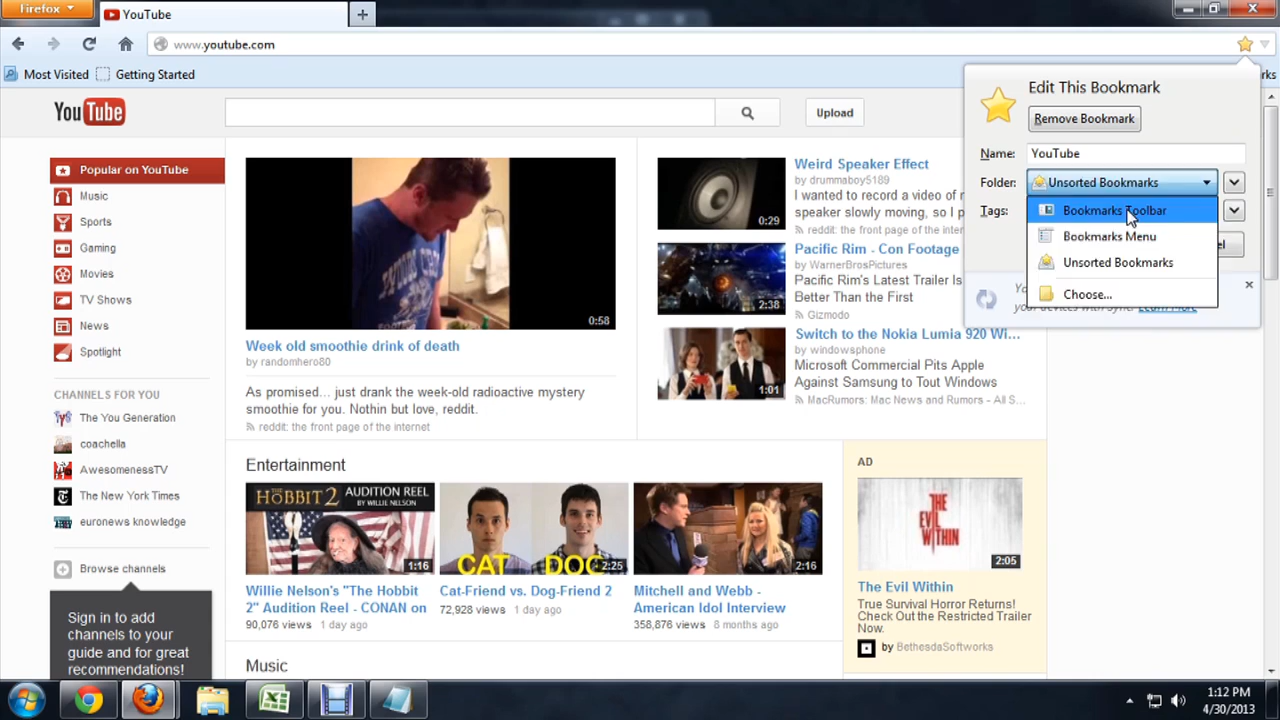 Firefox
YouTube
www.youtube.com
Most Visited
Getting Started
rks
Edit This Bookmark
Remove Bookmark
Name:
YouTube
Folder:
Unsorted Bookmarks
Tags:
Bookmarks Toolbar
Bookmarks Menu
Unsorted Bookmarks
Choose...
el
your devices with Sync. Learn More
YouTube
Upload
Popular on YouTube
Music
Sports
Gaming
Movies
TV Shows
News
Spotlight
CHANNELS FOR YOU
The You Generation
coachella
AwesomenessTV
The New York Times
euronews knowledge
Browse channels
Sign in to add
channels to your
guide and for great
recommendations!
0:58
Week old smoothie drink of death
by randomhero80
As promised... just drank the week-old radioactive mystery
smoothie for you. Nothin but love, reddit.
reddit: the front page of the internet
0:29
Weird Speaker Effect
by drummaboy5189
I wanted to record a video of m
speaker slowly moving, so I p
reddit: the front page of the int
2:38
Pacific Rim - Con Footage
by WarnerBrosPictures
Pacific Rim's Latest Trailer Is
Better Than the First
Gizmodo
1:01
Switch to the Nokia Lumia 920 Wi...
by windowsphone
Microsoft Commercial Pits Apple
Against Samsung to Tout Windows
MacRumors: Mac News and Rumors - All S...
Entertainment
THE HOBBIT 2 AUDITION REEL
BY WILLIE NELSON
1:16
Willie Nelson's "The Hobbit
2" Audition Reel - CONAN on
90,076 views 1 day ago
CAT DOG
2:25
Cat-Friend vs. Dog-Friend 2
72,928 views 1 day ago
2:16
Mitchell and Webb -
American Idol Interview
358,876 views 8 months ago
AD
THE EVIL WITHIN
2:05
The Evil Within
True Survival Horror Returns!
Check Out the Restricted Trailer
Now.
by BethesdaSoftworks
Music
1:12 PM
4/30/2013